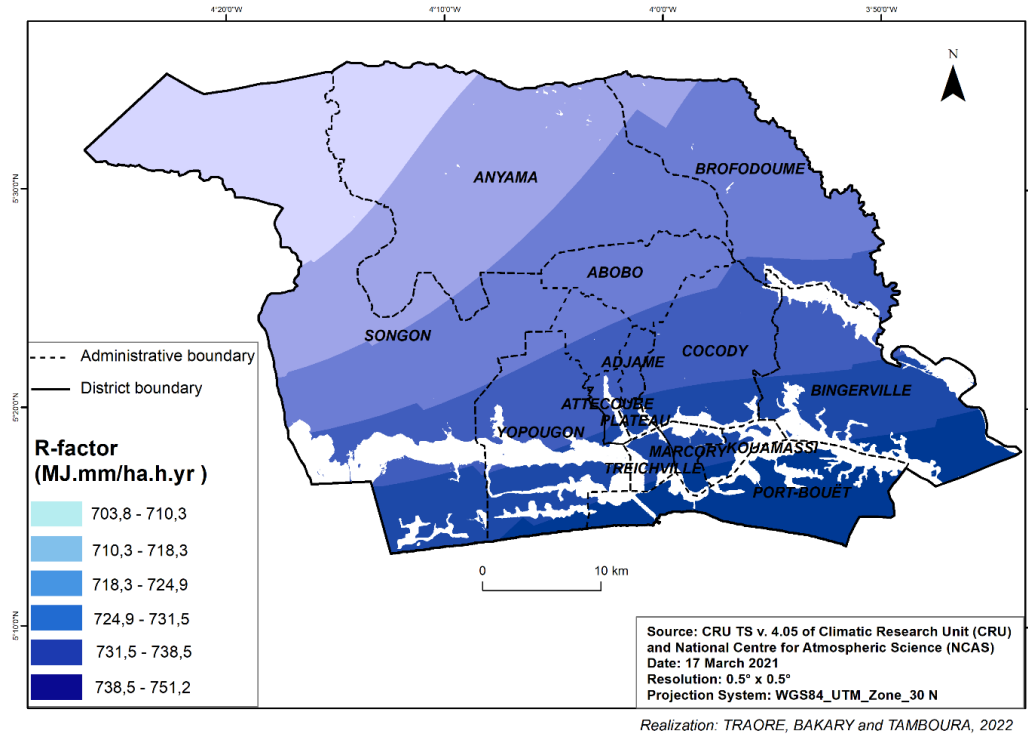 4°20'0"W
4°10'0"W
4°0'0"W
3°50'0"W
N
5°30'0"N
5°20'0"N
5°10'0"N
ANYAMA
BROFODOUME
ABOBO
SONGON
ADJAME
COCODY
BINGERVILLE
ATTECOUBE
PLATEAU
YOPOUGON
MARCORY
KOUAMASSI
TREICHVILLE
PORT-BOUËT
Administrative boundary
District boundary
R-factor
(MJ.mm/ha.h.yr )
703,8 - 710,3
710,3 - 718,3
718,3 - 724,9
724,9 - 731,5
731,5 - 738,5
738,5 - 751,2
0 10 km
Source: CRU TS v. 4.05 of Climatic Research Unit (CRU)
and National Centre for Atmospheric Science (NCAS)
Date: 17 March 2021
Resolution: 0.5° x 0.5°
Projection System: WGS84_UTM_Zone_30 N
Realization: TRAORE, BAKARY and TAMBOURA, 2022